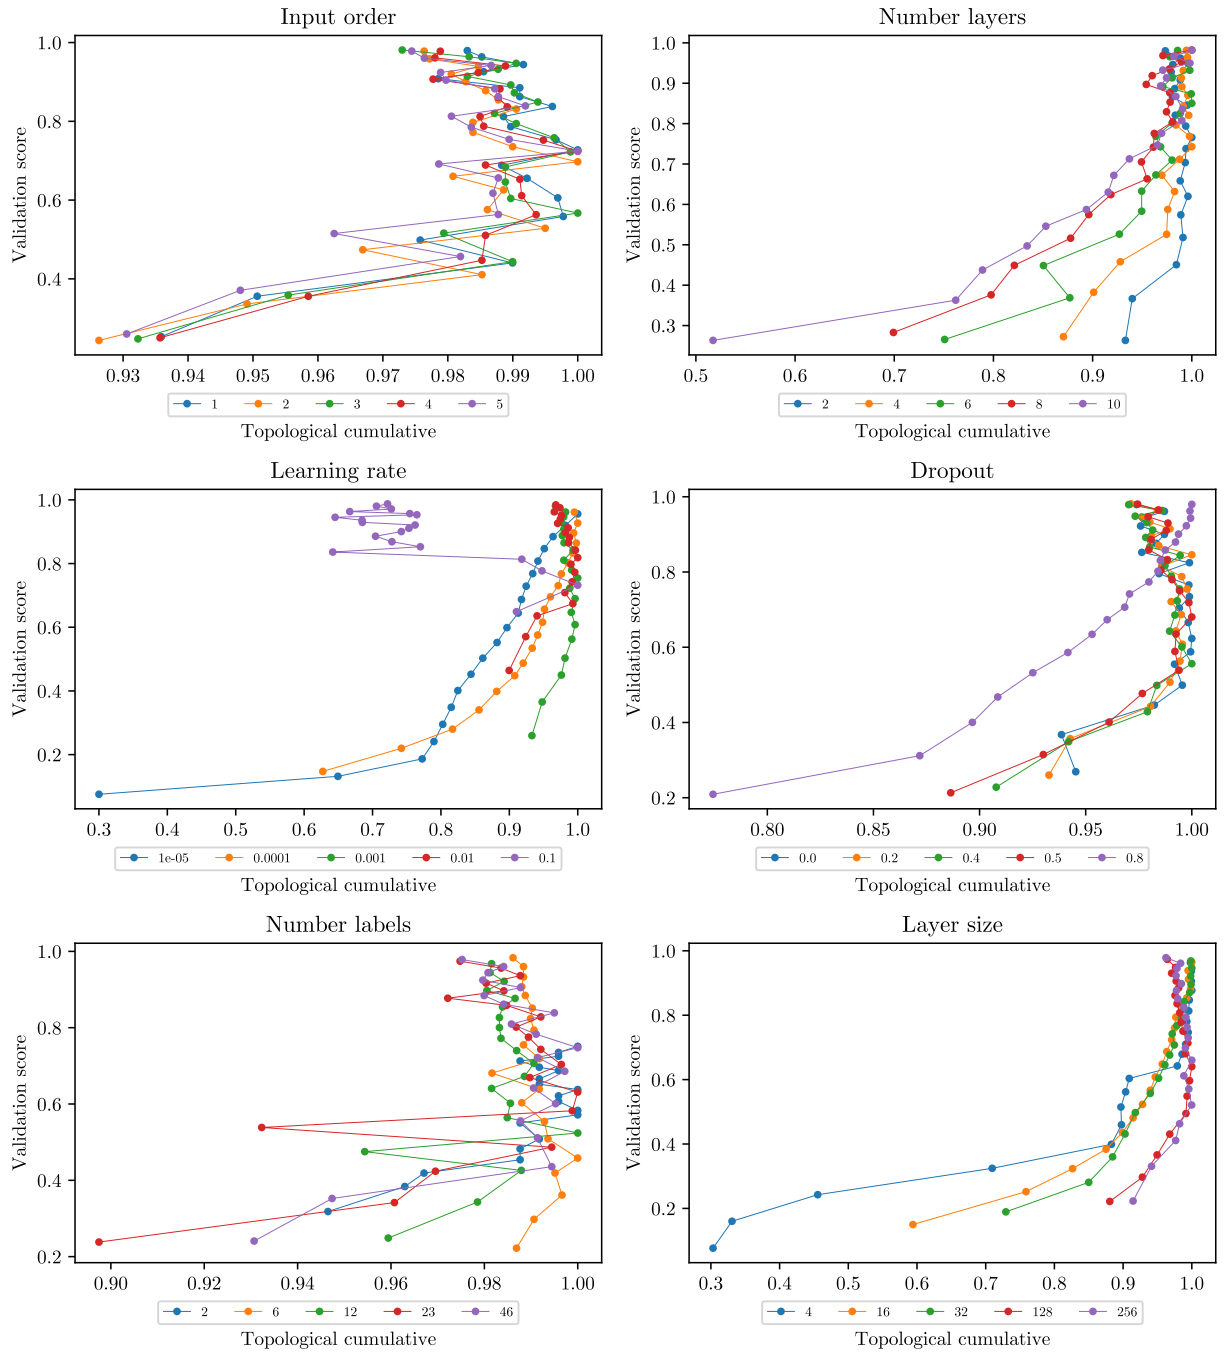 Input order
Validation score
1.0
0.8
0.6
0.4
0.93 0.94 0.95 0.96 0.97 0.98 0.99 1.00
1 2 3 4 5
Topological cumulative
Number layers
Validation score
1.0
0.9
0.8
0.7
0.6
0.5
0.4
0.3
0.5 0.6 0.7 0.8 0.9 1.0
2 4 6 8 10
Topological cumulative
Learning rate
Validation score
1.0
0.8
0.6
0.4
0.2
0.3 0.4 0.5 0.6 0.7 0.8 0.9 1.0
1e-05 0.0001 0.001 0.01 0.1
Topological cumulative
Dropout
Validation score
1.0
0.8
0.6
0.4
0.2
0.80 0.85 0.90 0.95 1.00
0.0 0.2 0.4 0.5 0.8
Topological cumulative
Number labels
Validation score
1.0
0.8
0.6
0.4
0.2
0.90 0.92 0.94 0.96 0.98 1.00
2 6 12 23 46
Topological cumulative
Layer size
Validation score
1.0
0.8
0.6
0.4
0.2
0.3 0.4 0.5 0.6 0.7 0.8 0.9 1.0
4 16 32 128 256
Topological cumulative